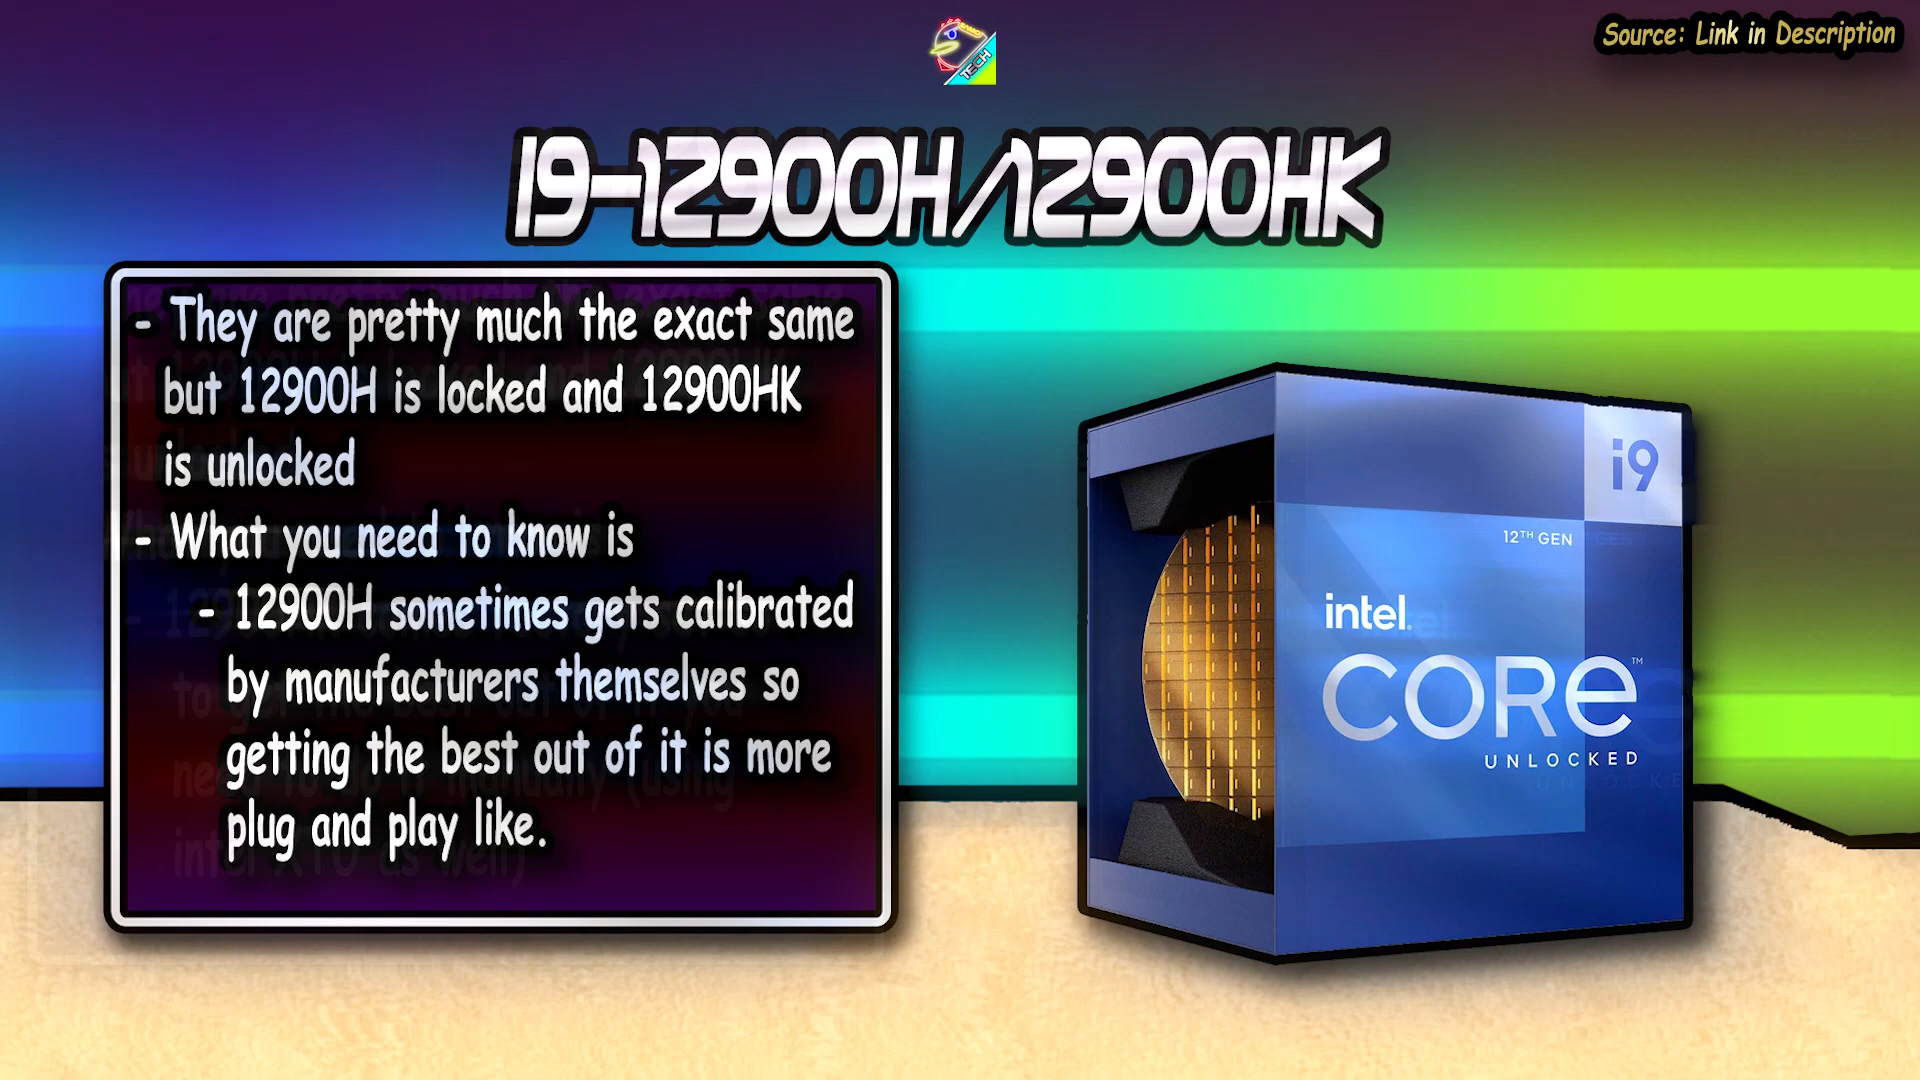 Source: Link in Description
TECH
I9-12900H/12900HK
- They are pretty much the exact same
but 12900H is locked and 12900HK
is unlocked
- What you need to know is
- 12900H sometimes gets calibrated
by manufacturers themselves so
getting the best out of it is more
plug and play like.
i9
12TH GEN
intel.
CORe™
UNLOCKED